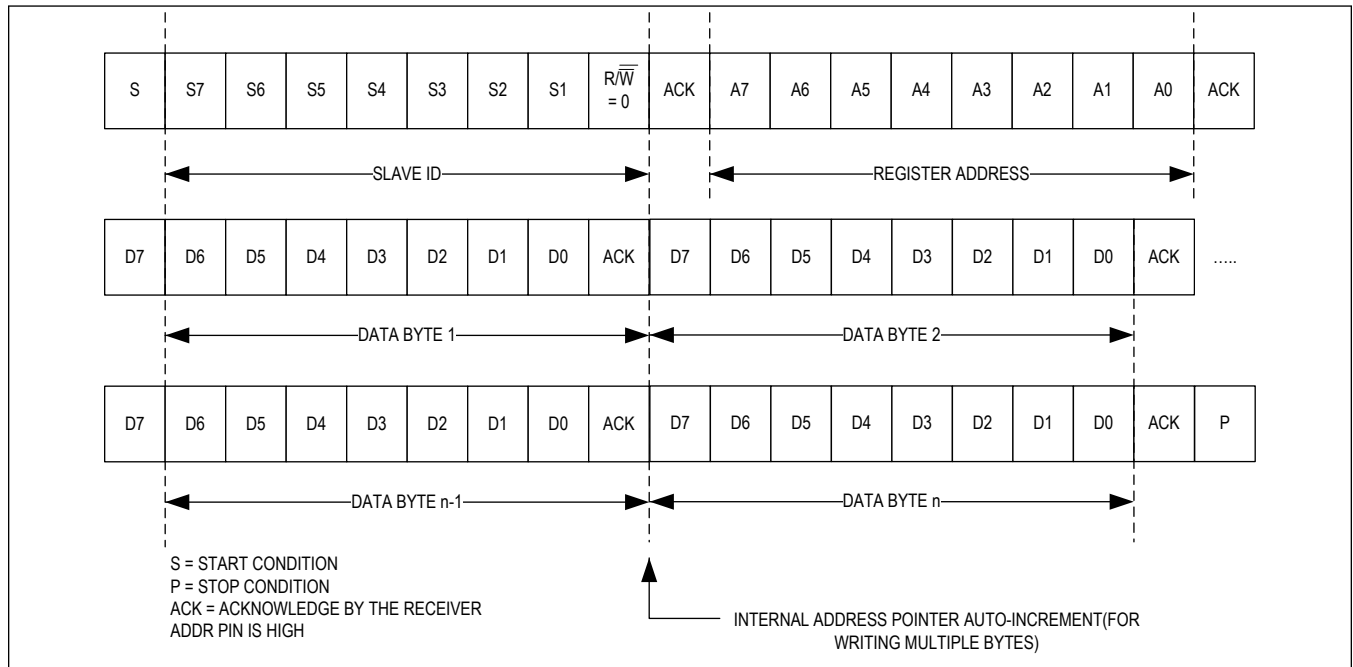 S S7 S6 S5 S4 S3 S2 S1 R/W̅ = 0 ACK A7 A6 A5 A4 A3 A2 A1 A0 ACK
SLAVE ID REGISTER ADDRESS
D7 D6 D5 D4 D3 D2 D1 D0 ACK D7 D6 D5 D4 D3 D2 D1 D0 ACK .....
DATA BYTE 1 DATA BYTE 2
D7 D6 D5 D4 D3 D2 D1 D0 ACK D7 D6 D5 D4 D3 D2 D1 D0 ACK P
DATA BYTE n-1 DATA BYTE n
S = START CONDITION
P = STOP CONDITION
ACK = ACKNOWLEDGE BY THE RECEIVER
ADDR PIN IS HIGH
INTERNAL ADDRESS POINTER AUTO-INCREMENT(FOR
WRITING MULTIPLE BYTES)